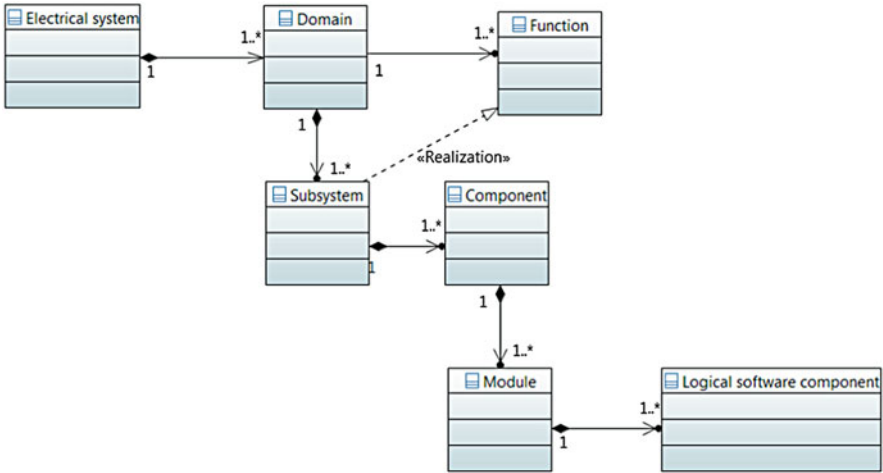 Electrical system
Domain
Function
1..*
1..*
1
1
1
1..*
«Realization»
Subsystem
Component
1..*
1
1
1..*
Module
Logical software component
1..*
1